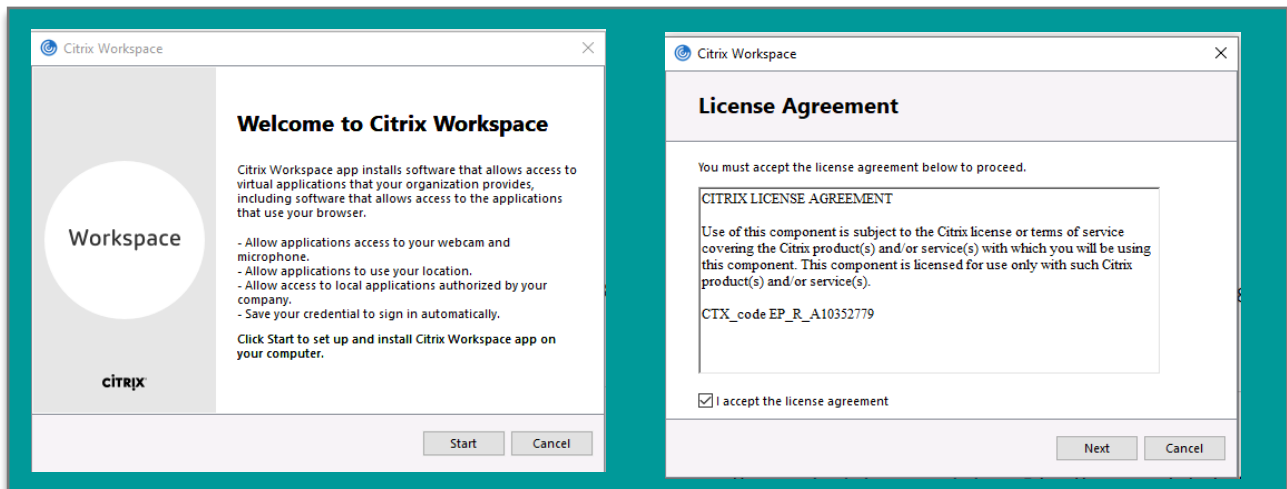 Citrix Workspace
Welcome to Citrix Workspace
Citrix Workspace app installs software that allows access to
virtual applications that your organization provides,
including software that allows access to the applications
that use your browser.
- Allow applications access to your webcam and
microphone.
- Allow applications to use your location.
- Allow access to local applications authorized by your
company.
- Save your credential to sign in automatically.
Click Start to set up and install Citrix Workspace app on
your computer.
Workspace
CİTRIX
Start
Cancel
Citrix Workspace
License Agreement
You must accept the license agreement below to proceed.
CITRIX LICENSE AGREEMENT
Use of this component is subject to the Citrix license or terms of service
covering the Citrix product(s) and/or service(s) with which you will be using
this component. This component is licensed for use only with such Citrix
product(s) and/or service(s).
CTX_code EP_R_A10352779
I accept the license agreement
Next
Cancel